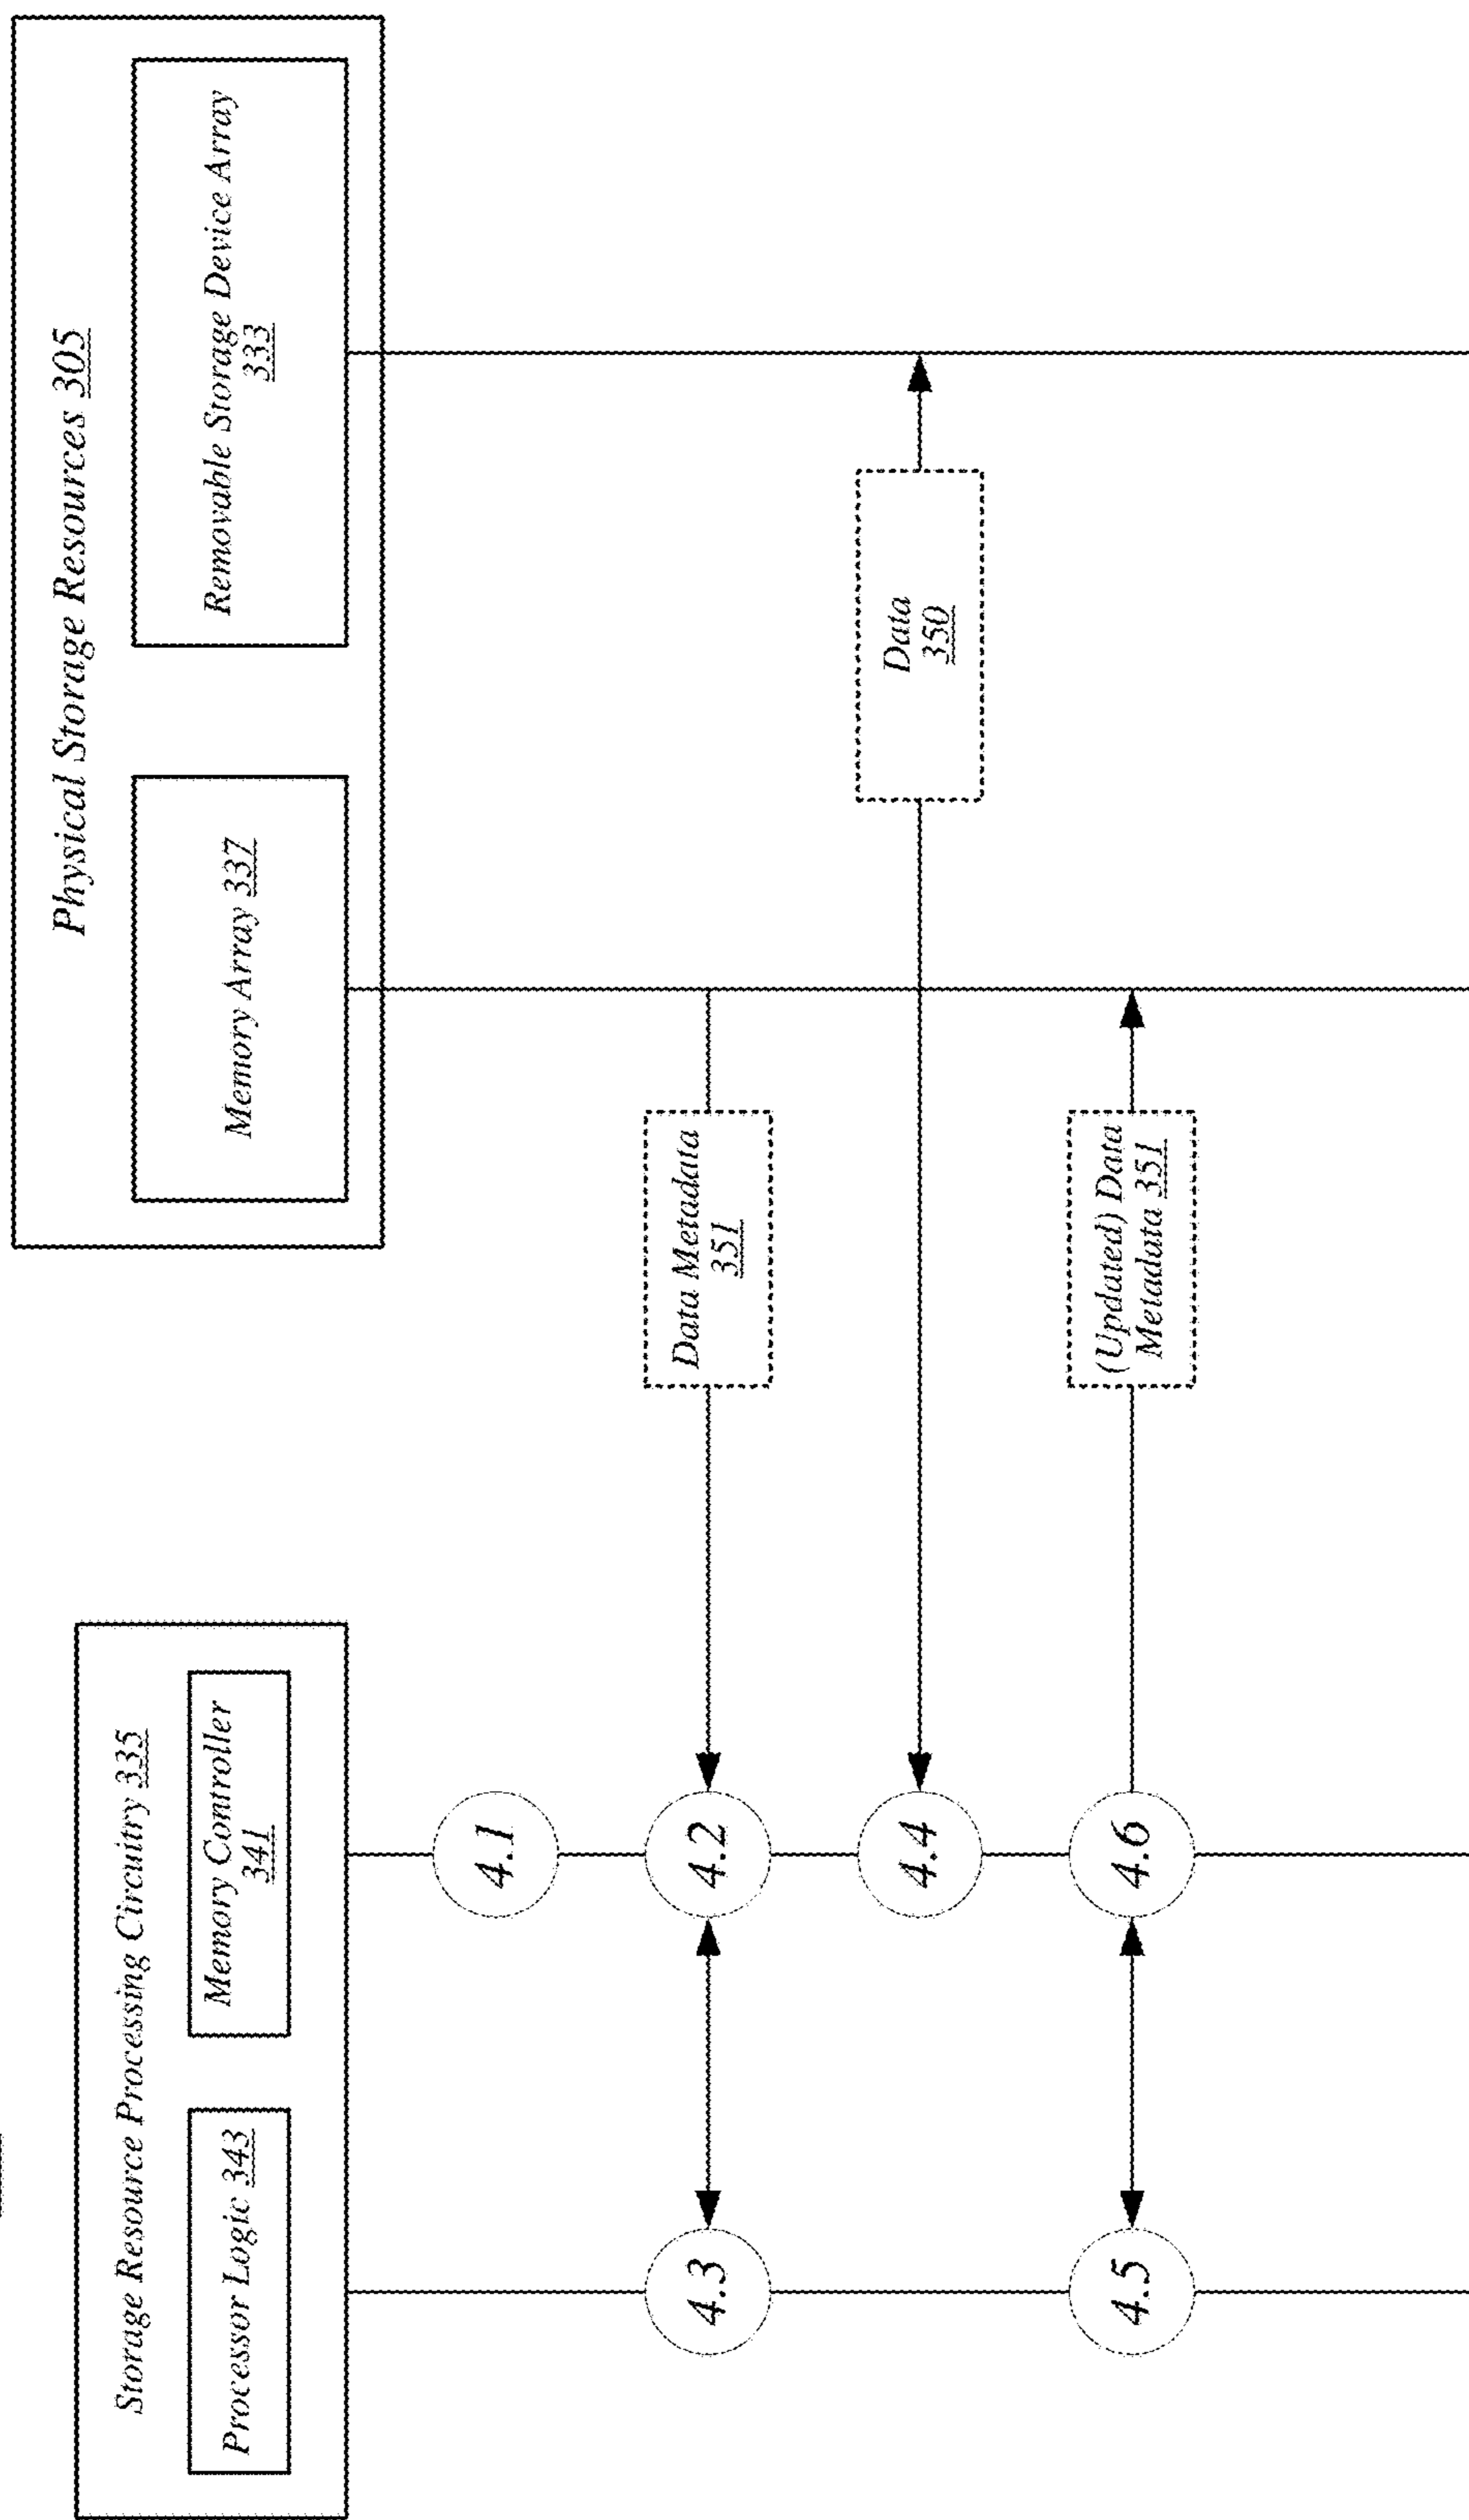 Storage Resource Processing Circuitry 335
Processor Logic 343
Memory Controller
341
Physical Storage Resources 305
Memory Array 337
Removable Storage Device Array
333
4.1
4.3
4.2
Data Metadata
351
4.4
Data
350
4.5
4.6
(Updated) Data
Metadata 351